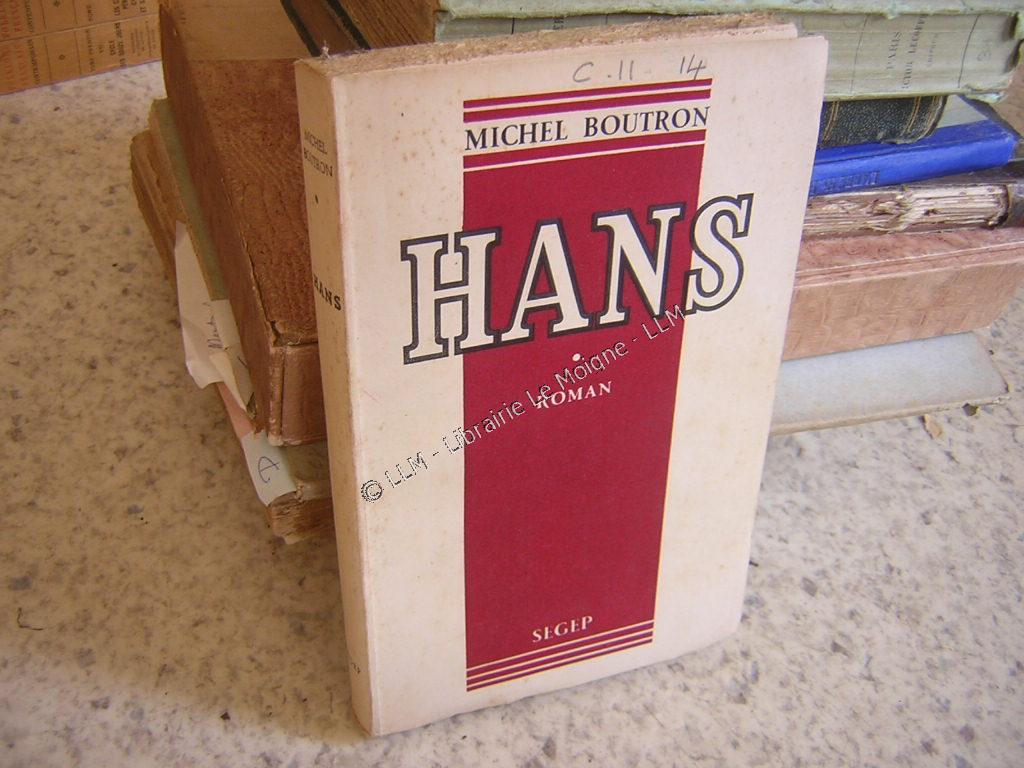 C.11 14
MICHEL BOUTRON
HANS
ROMAN
SEGEP
MICHEL
BOUTRON
HANS
© LLM - Librairie Le Moigne - LLM
A